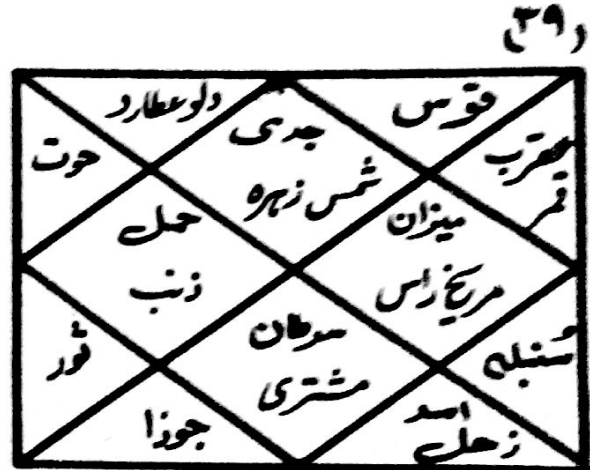 (۳۹)
قوس
دلو عطارد
جدی
شمس زہرہ
عقرب
قمر
حوت
میزان
مریخ راس
حمل
ذنب
سرطان
مشتری
سنبلہ
ثور
جوزا
اسد
زحل